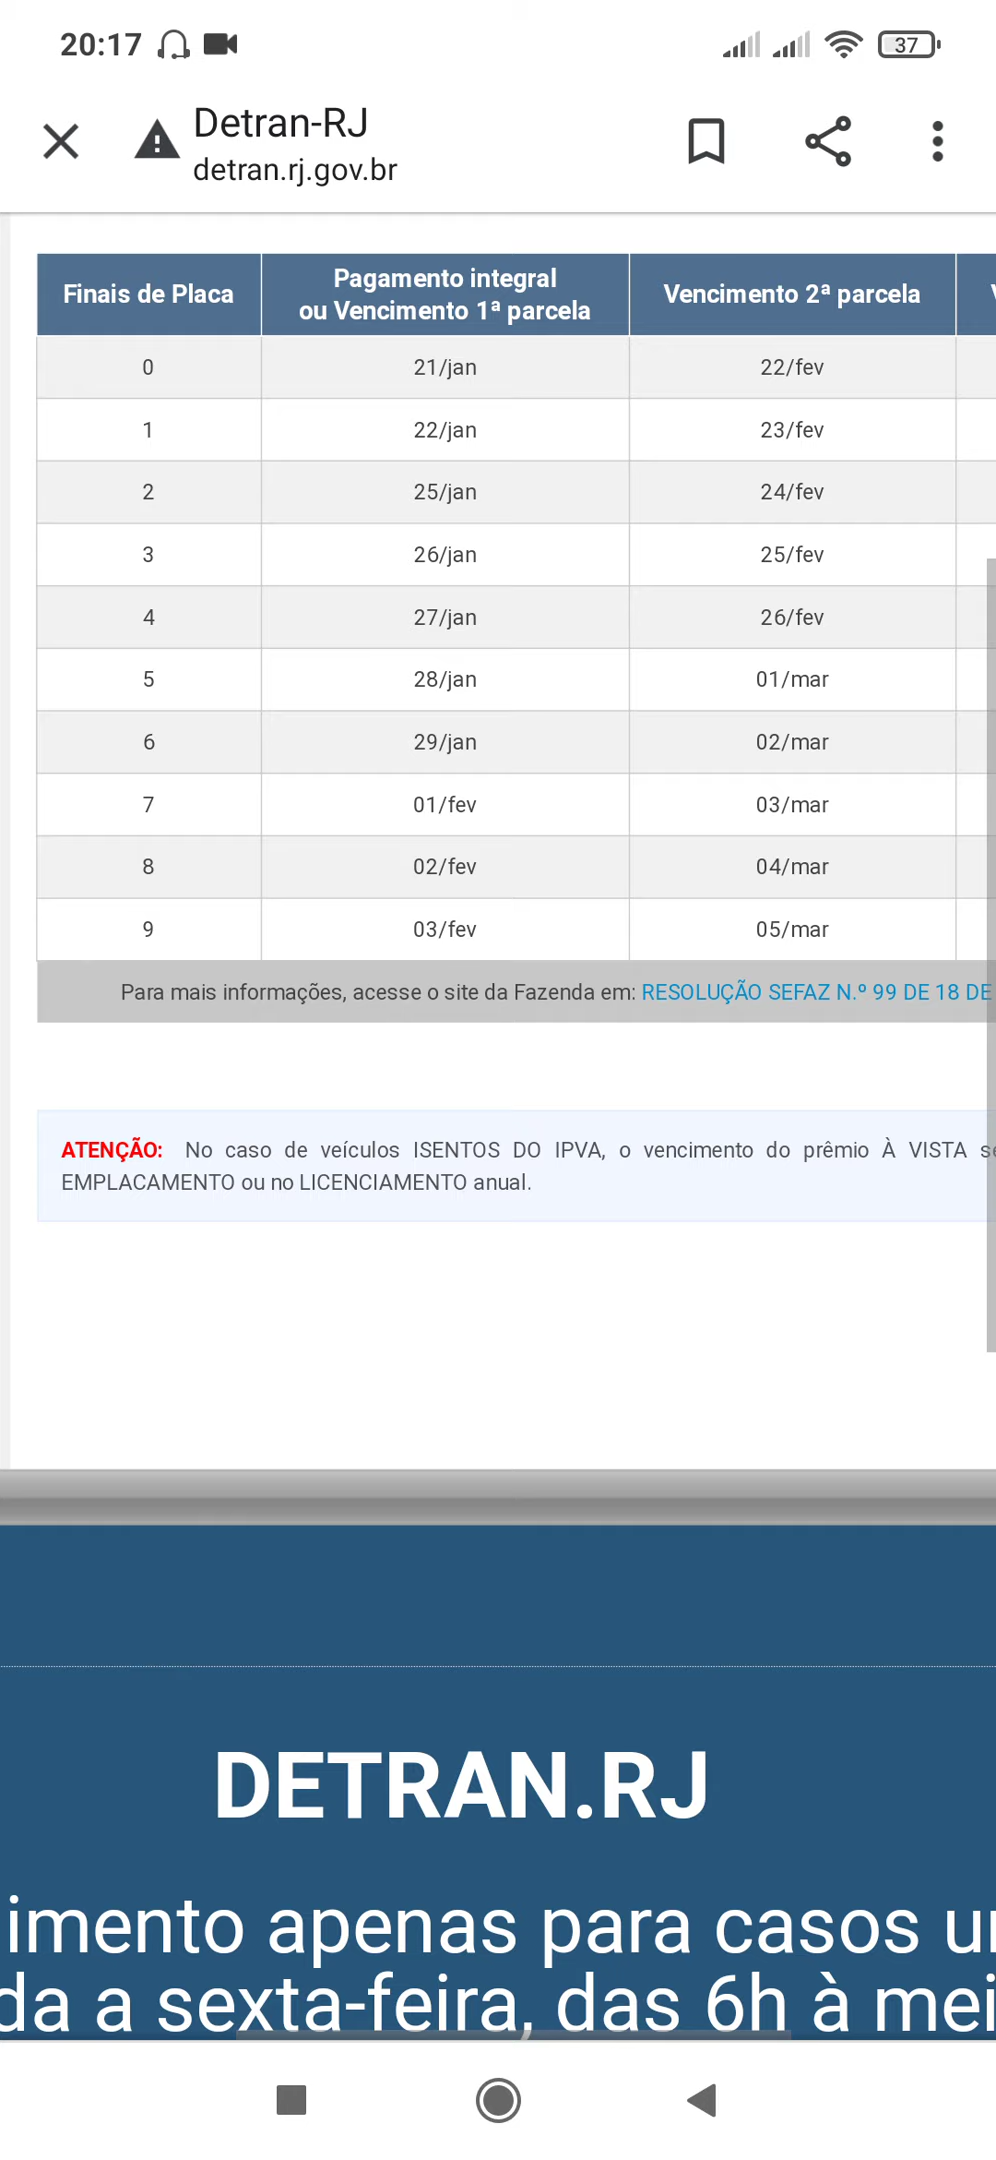 20:17 37
Detran-RJ
detran.rj.gov.br
Finais de Placa
Pagamento integral
ou Vencimento 1ª parcela
Vencimento 2ª parcela
0 21/jan 22/fev
1 22/jan 23/fev
2 25/jan 24/fev
3 26/jan 25/fev
4 27/jan 26/fev
5 28/jan 01/mar
6 29/jan 02/mar
7 01/fev 03/mar
8 02/fev 04/mar
9 03/fev 05/mar
Para mais informações, acesse o site da Fazenda em: RESOLUÇÃO SEFAZ N.º 99 DE 18 DE
ATENÇÃO: No caso de veículos ISENTOS DO IPVA, o vencimento do prêmio À VISTA
EMPLACAMENTO ou no LICENCIAMENTO anual.
DETRAN.RJ
imento apenas para casos
da a sexta-feira, das 6h à